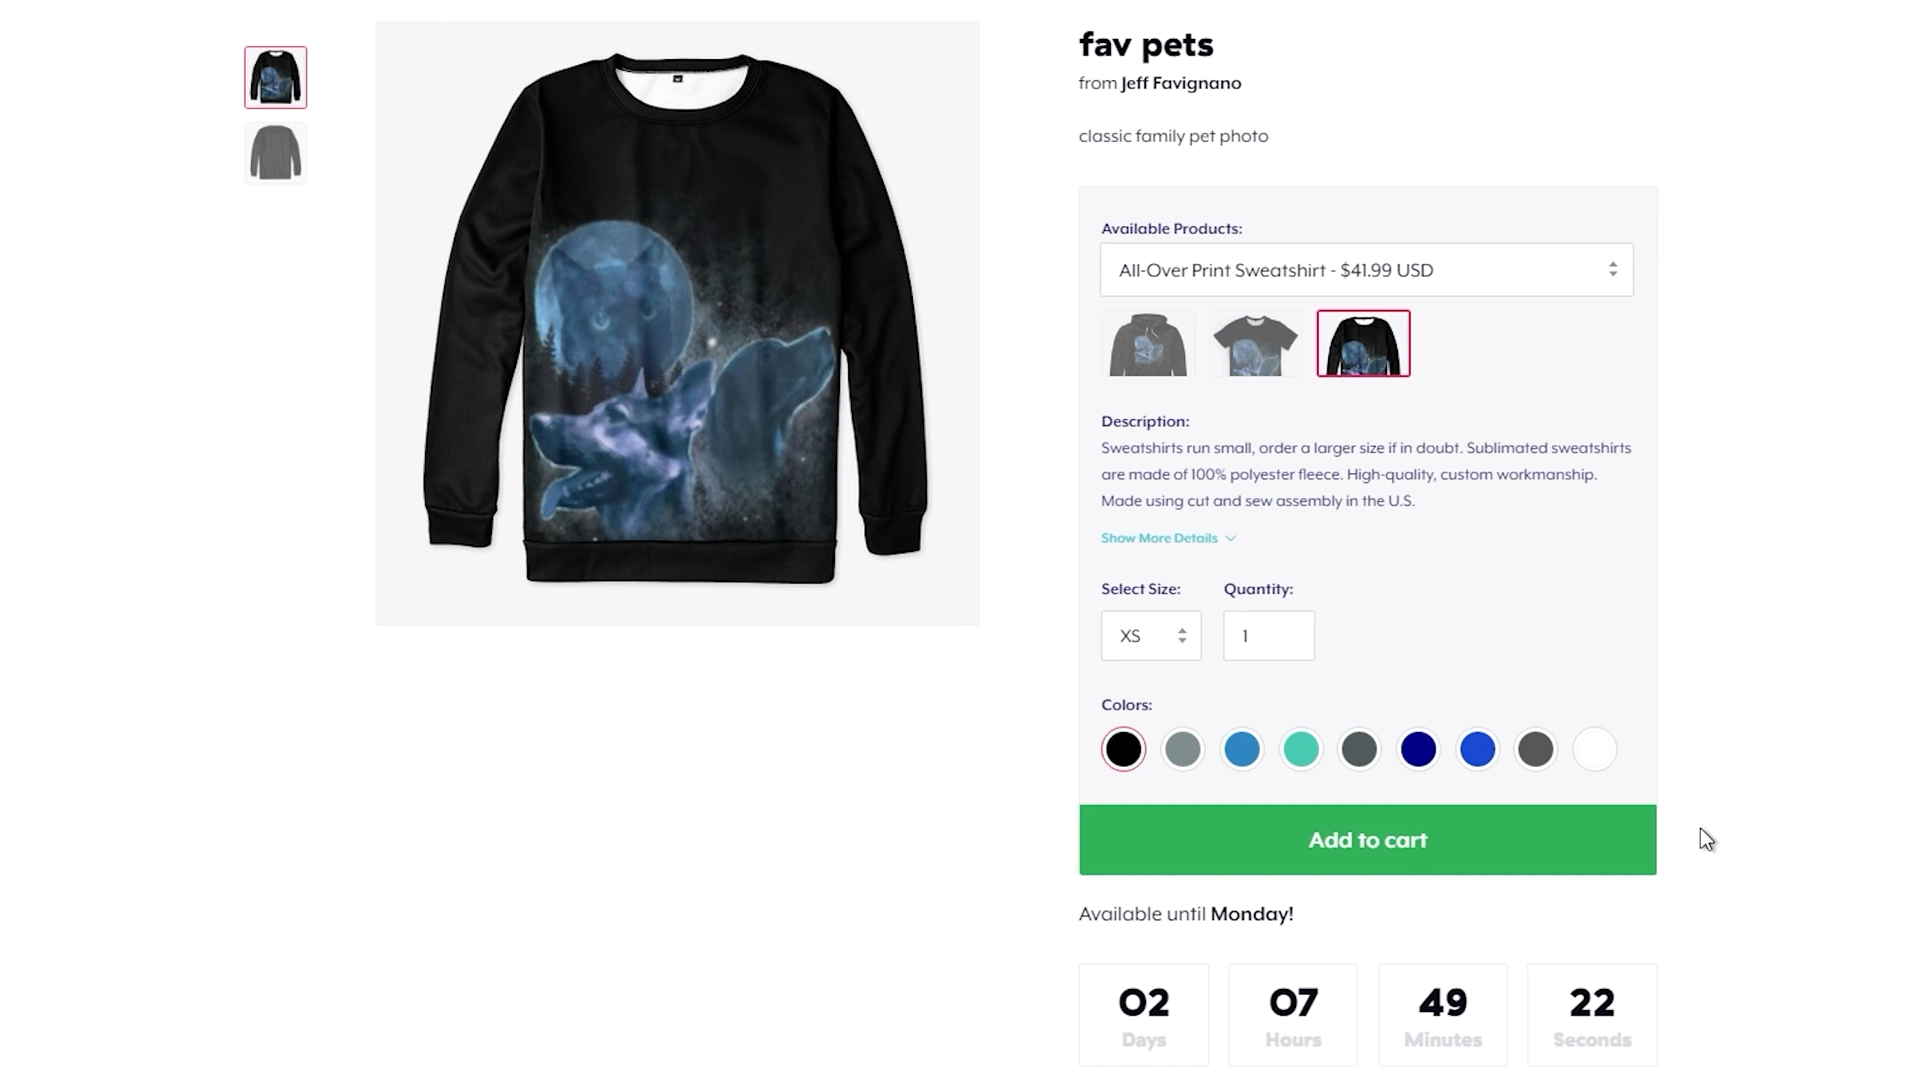 fav pets
from Jeff Favignano
classic family pet photo
Available Products:
All-Over Print Sweatshirt - $41.99 USD
Description:
Sweatshirts run small, order a larger size if in doubt. Sublimated sweatshirts
are made of 100% polyester fleece. High-quality, custom workmanship.
Made using cut and sew assembly in the U.S.
Show More Details
Select Size: Quantity:
XS 1
Colors:
Add to cart
Available until Monday!
02 07 49 22
Days Hours Minutes Seconds